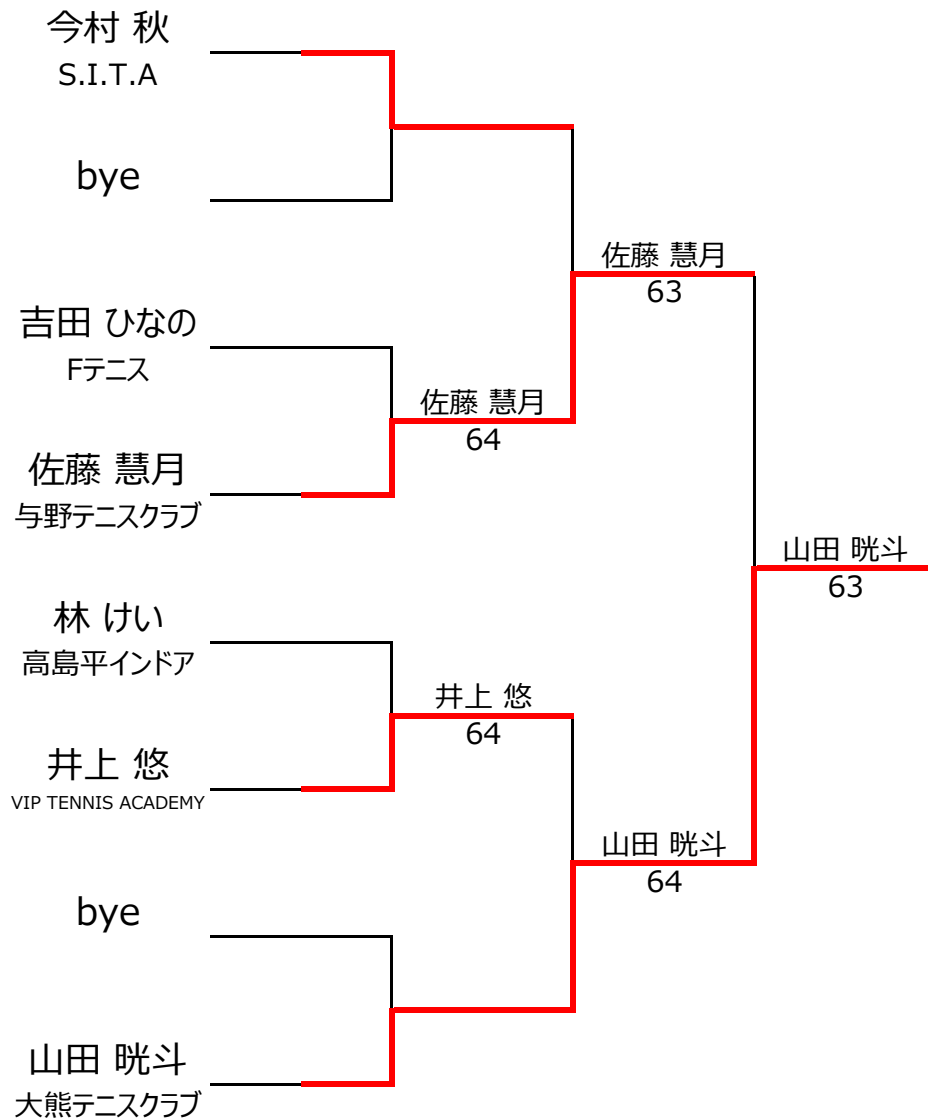 今村 秋
S.I.T.A
bye
吉田 ひなの
Fテニス
佐藤 慧月
与野テニスクラブ
林 けい
高島平インドア
井上 悠
VIP TENNIS ACADEMY
bye
山田 晄斗
大熊テニスクラブ
佐藤 慧月
64
井上 悠
64
佐藤 慧月
63
山田 晄斗
64
山田 晄斗
63